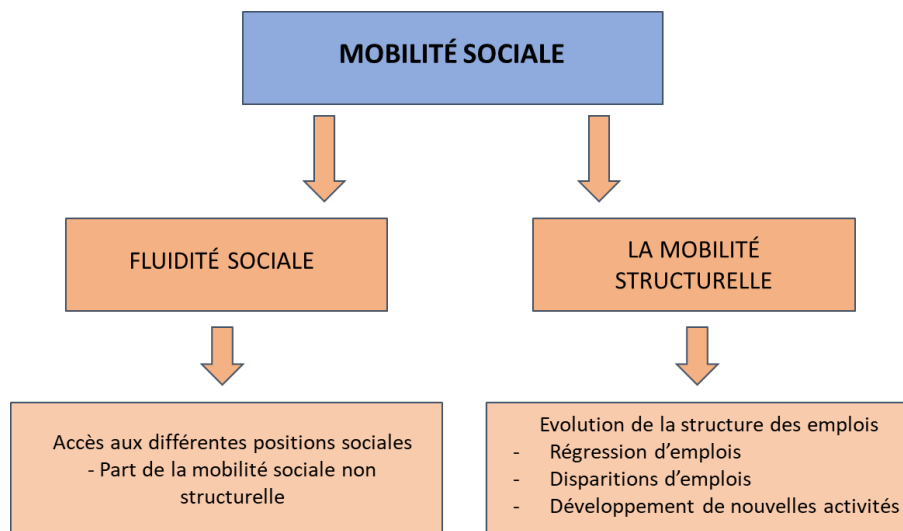 MOBILITÉ SOCIALE
FLUIDITÉ SOCIALE
LA MOBILITÉ
STRUCTURELLE
Accès aux différentes positions sociales
- Part de la mobilité sociale non
structurelle
Evolution de la structure des emplois
- Régression d’emplois
- Disparitions d’emplois
- Développement de nouvelles activités